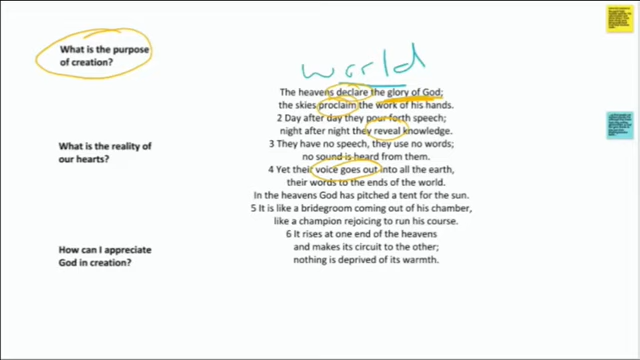 What is the purpose
of creation?
world
The heavens declare the glory of God;
the skies proclaim the work of his hands.
2 Day after day they pour forth speech;
night after night they reveal knowledge.
3 They have no speech, they use no words;
no sound is heard from them.
4 Yet their voice goes out into all the earth,
their words to the ends of the world.
In the heavens God has pitched a tent for the sun.
5 It is like a bridegroom coming out of his chamber,
like a champion rejoicing to run his course.
6 It rises at one end of the heavens
and makes its circuit to the other;
nothing is deprived of its warmth.
What is the reality of
our hearts?
How can I appreciate
God in creation?